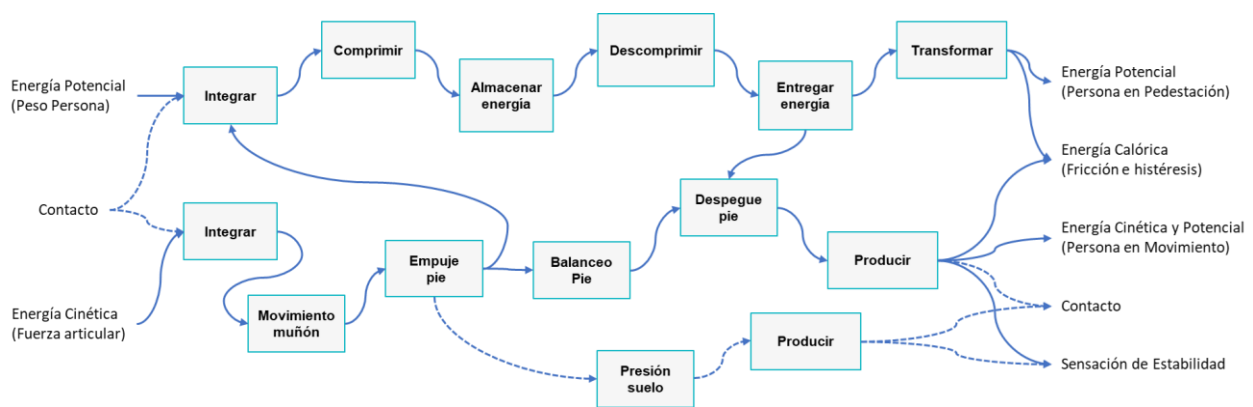 Comprimir
Descomprimir
Transformar
Energía Potencial
(Peso Persona)
Integrar
Almacenar
energía
Entregar
energía
Energía Potencial
(Persona en Pedestación)
Energía Calórica
(Fricción e histéresis)
Contacto
Integrar
Despegue
pie
Energía Cinética y Potencial
(Persona en Movimiento)
Empuje
pie
Balanceo
Pie
Producir
Energía Cinética
(Fuerza articular)
Movimiento
muñón
Contacto
Producir
Presión
suelo
Sensación de Estabilidad